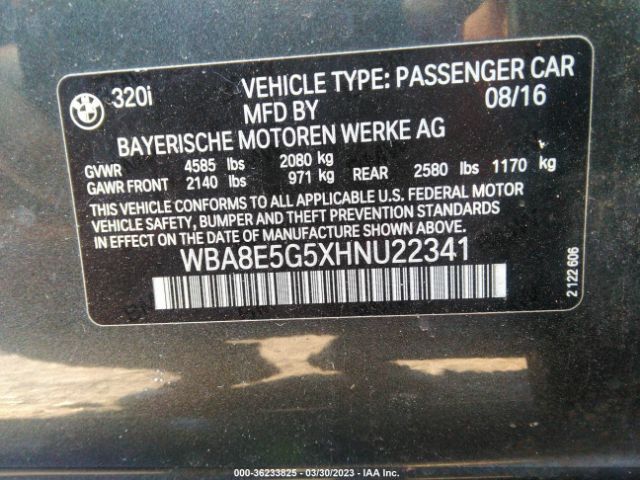 BMW
320i VEHICLE TYPE: PASSENGER CAR
MFD BY 08/16
BAYERISCHE MOTOREN WERKE AG
GVWR 4585 lbs 2080 kg
GAWR FRONT 2140 lbs 971 kg REAR 2580 lbs 1170 kg
THIS VEHICLE CONFORMS TO ALL APPLICABLE U.S. FEDERAL MOTOR
VEHICLE SAFETY, BUMPER AND THEFT PREVENTION STANDARDS
IN EFFECT ON THE DATE OF MANUFACTURE SHOWN ABOVE.
WBA8E5G5XHNU22341
2 122 606
000-36233825 - 03/30/2023 - IAA Inc.